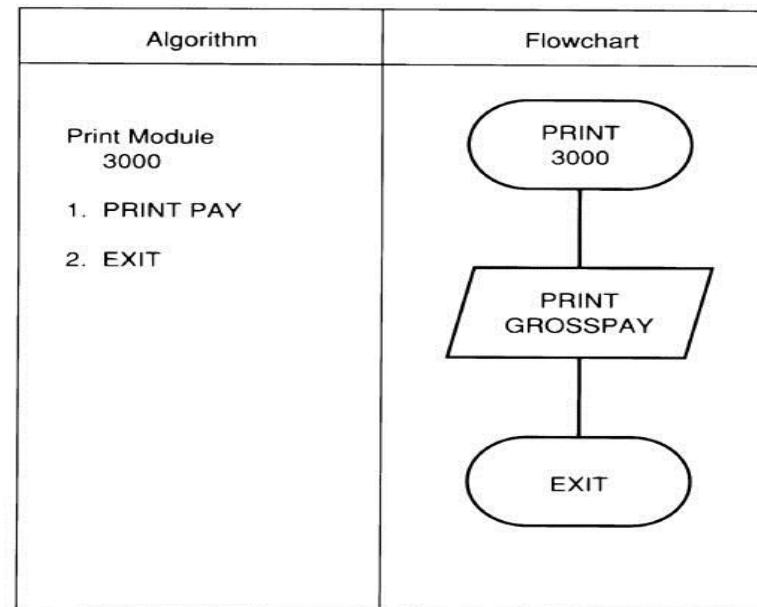 Algorithm
Flowchart
Print Module
3000
1. PRINT PAY
2. EXIT
PRINT
3000
PRINT
GROSSPAY
EXIT